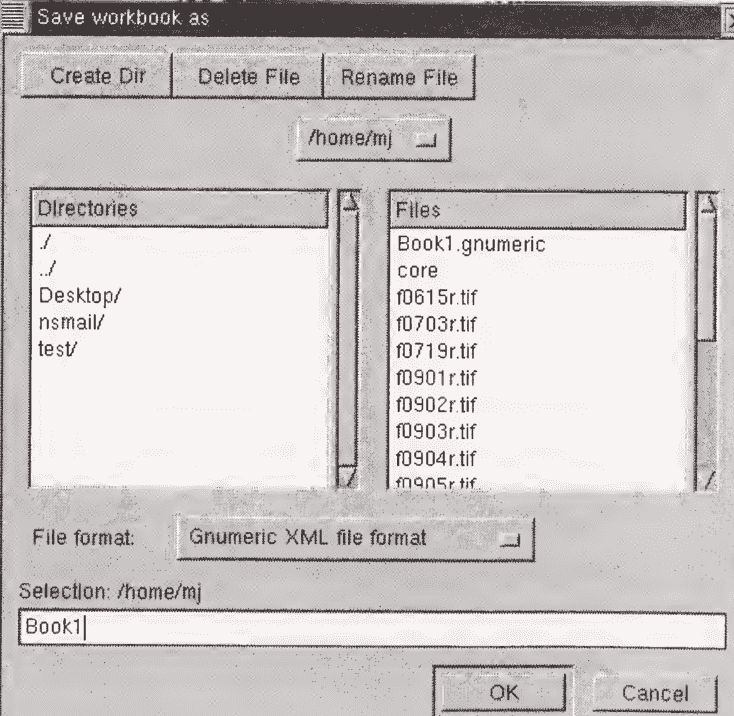 Save workbook as
Create Dir Delete File Rename File
/home/mj
Directories
./
../
Desktop/
nsmail/
test/
Files
Book1.gnumeric
core
f0615r.tif
f0703r.tif
f0719r.tif
f0901r.tif
f0902r.tif
f0903r.tif
f0904r.tif
f0905r.tif
File format: Gnumeric XML file format
Selection: /home/mj
Book1
OK Cancel